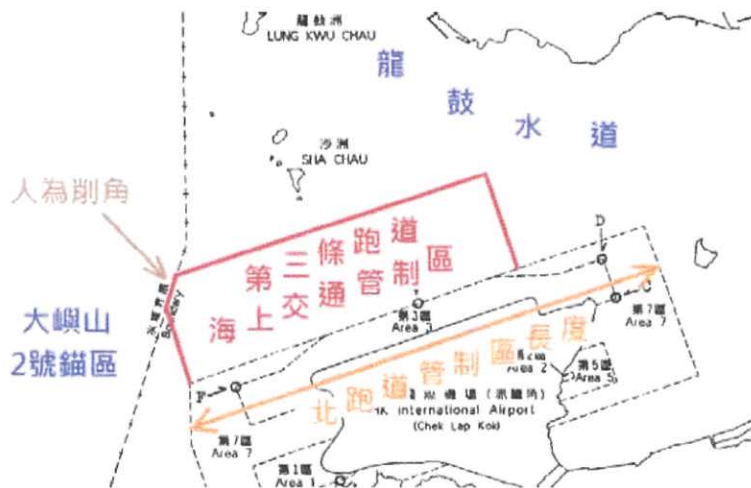 龍鼓洲
LUNG KWU CHAU
龍鼓水道
沙洲
SHA CHAU
人為削角
第三條跑道
海上交通管制區
D
大嶼山
2號錨區
Boundary
第3區
Area 3
C
第7區
Area 7
北跑道管制區長度
Area 2
第5區
Area 5
F
International Airport
(Chek Lap Kok)
第7區
Area 7
第1區
Area 1